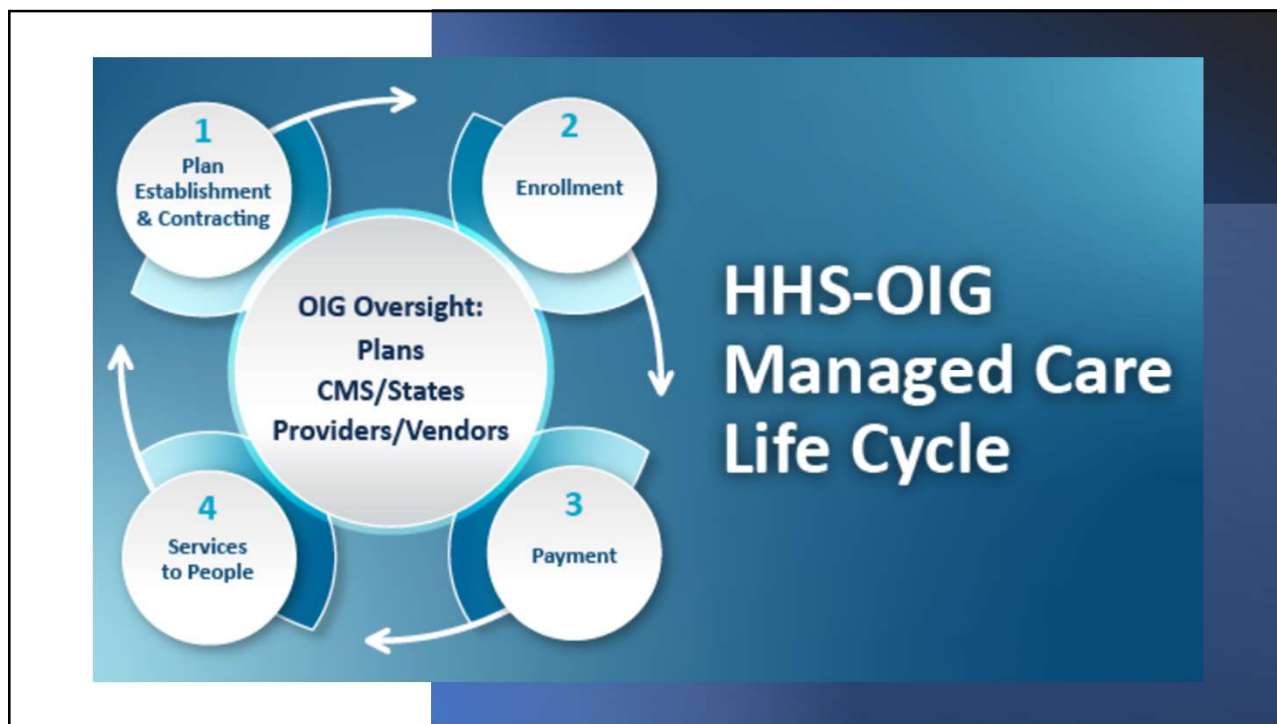 1
Plan
Establishment
& Contracting
2
Enrollment
OIG Oversight:
Plans
CMS/States
Providers/Vendors
3
Payment
4
Services
to People
HHS-OIG
Managed Care
Life Cycle